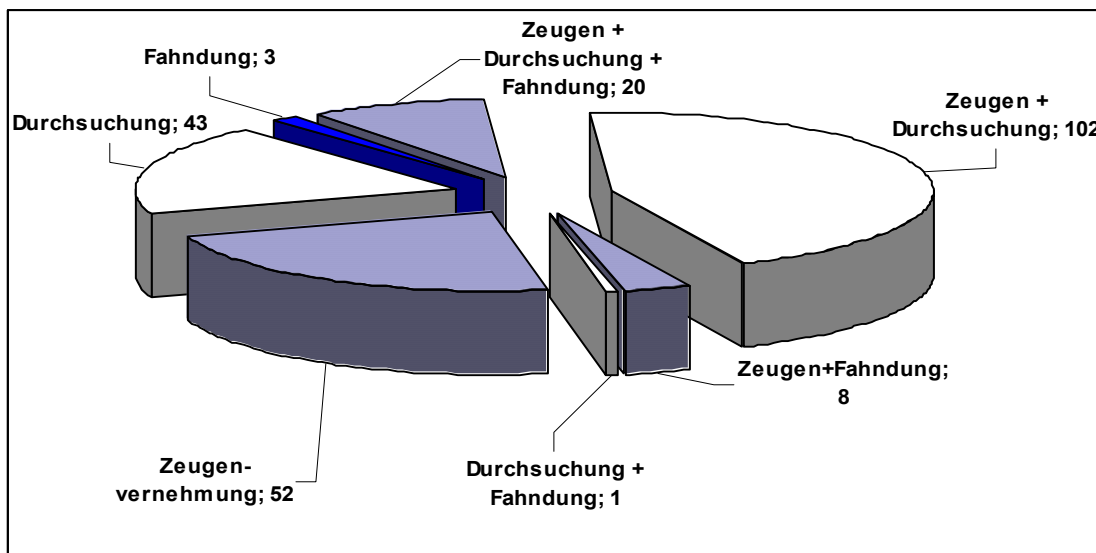 Zeugen +
Durchsuchung +
Fahndung; 20
Fahndung; 3
Zeugen +
Durchsuchung; 102
Durchsuchung; 43
Zeugen+Fahndung;
8
Zeugen-
vernehmung; 52
Durchsuchung +
Fahndung; 1